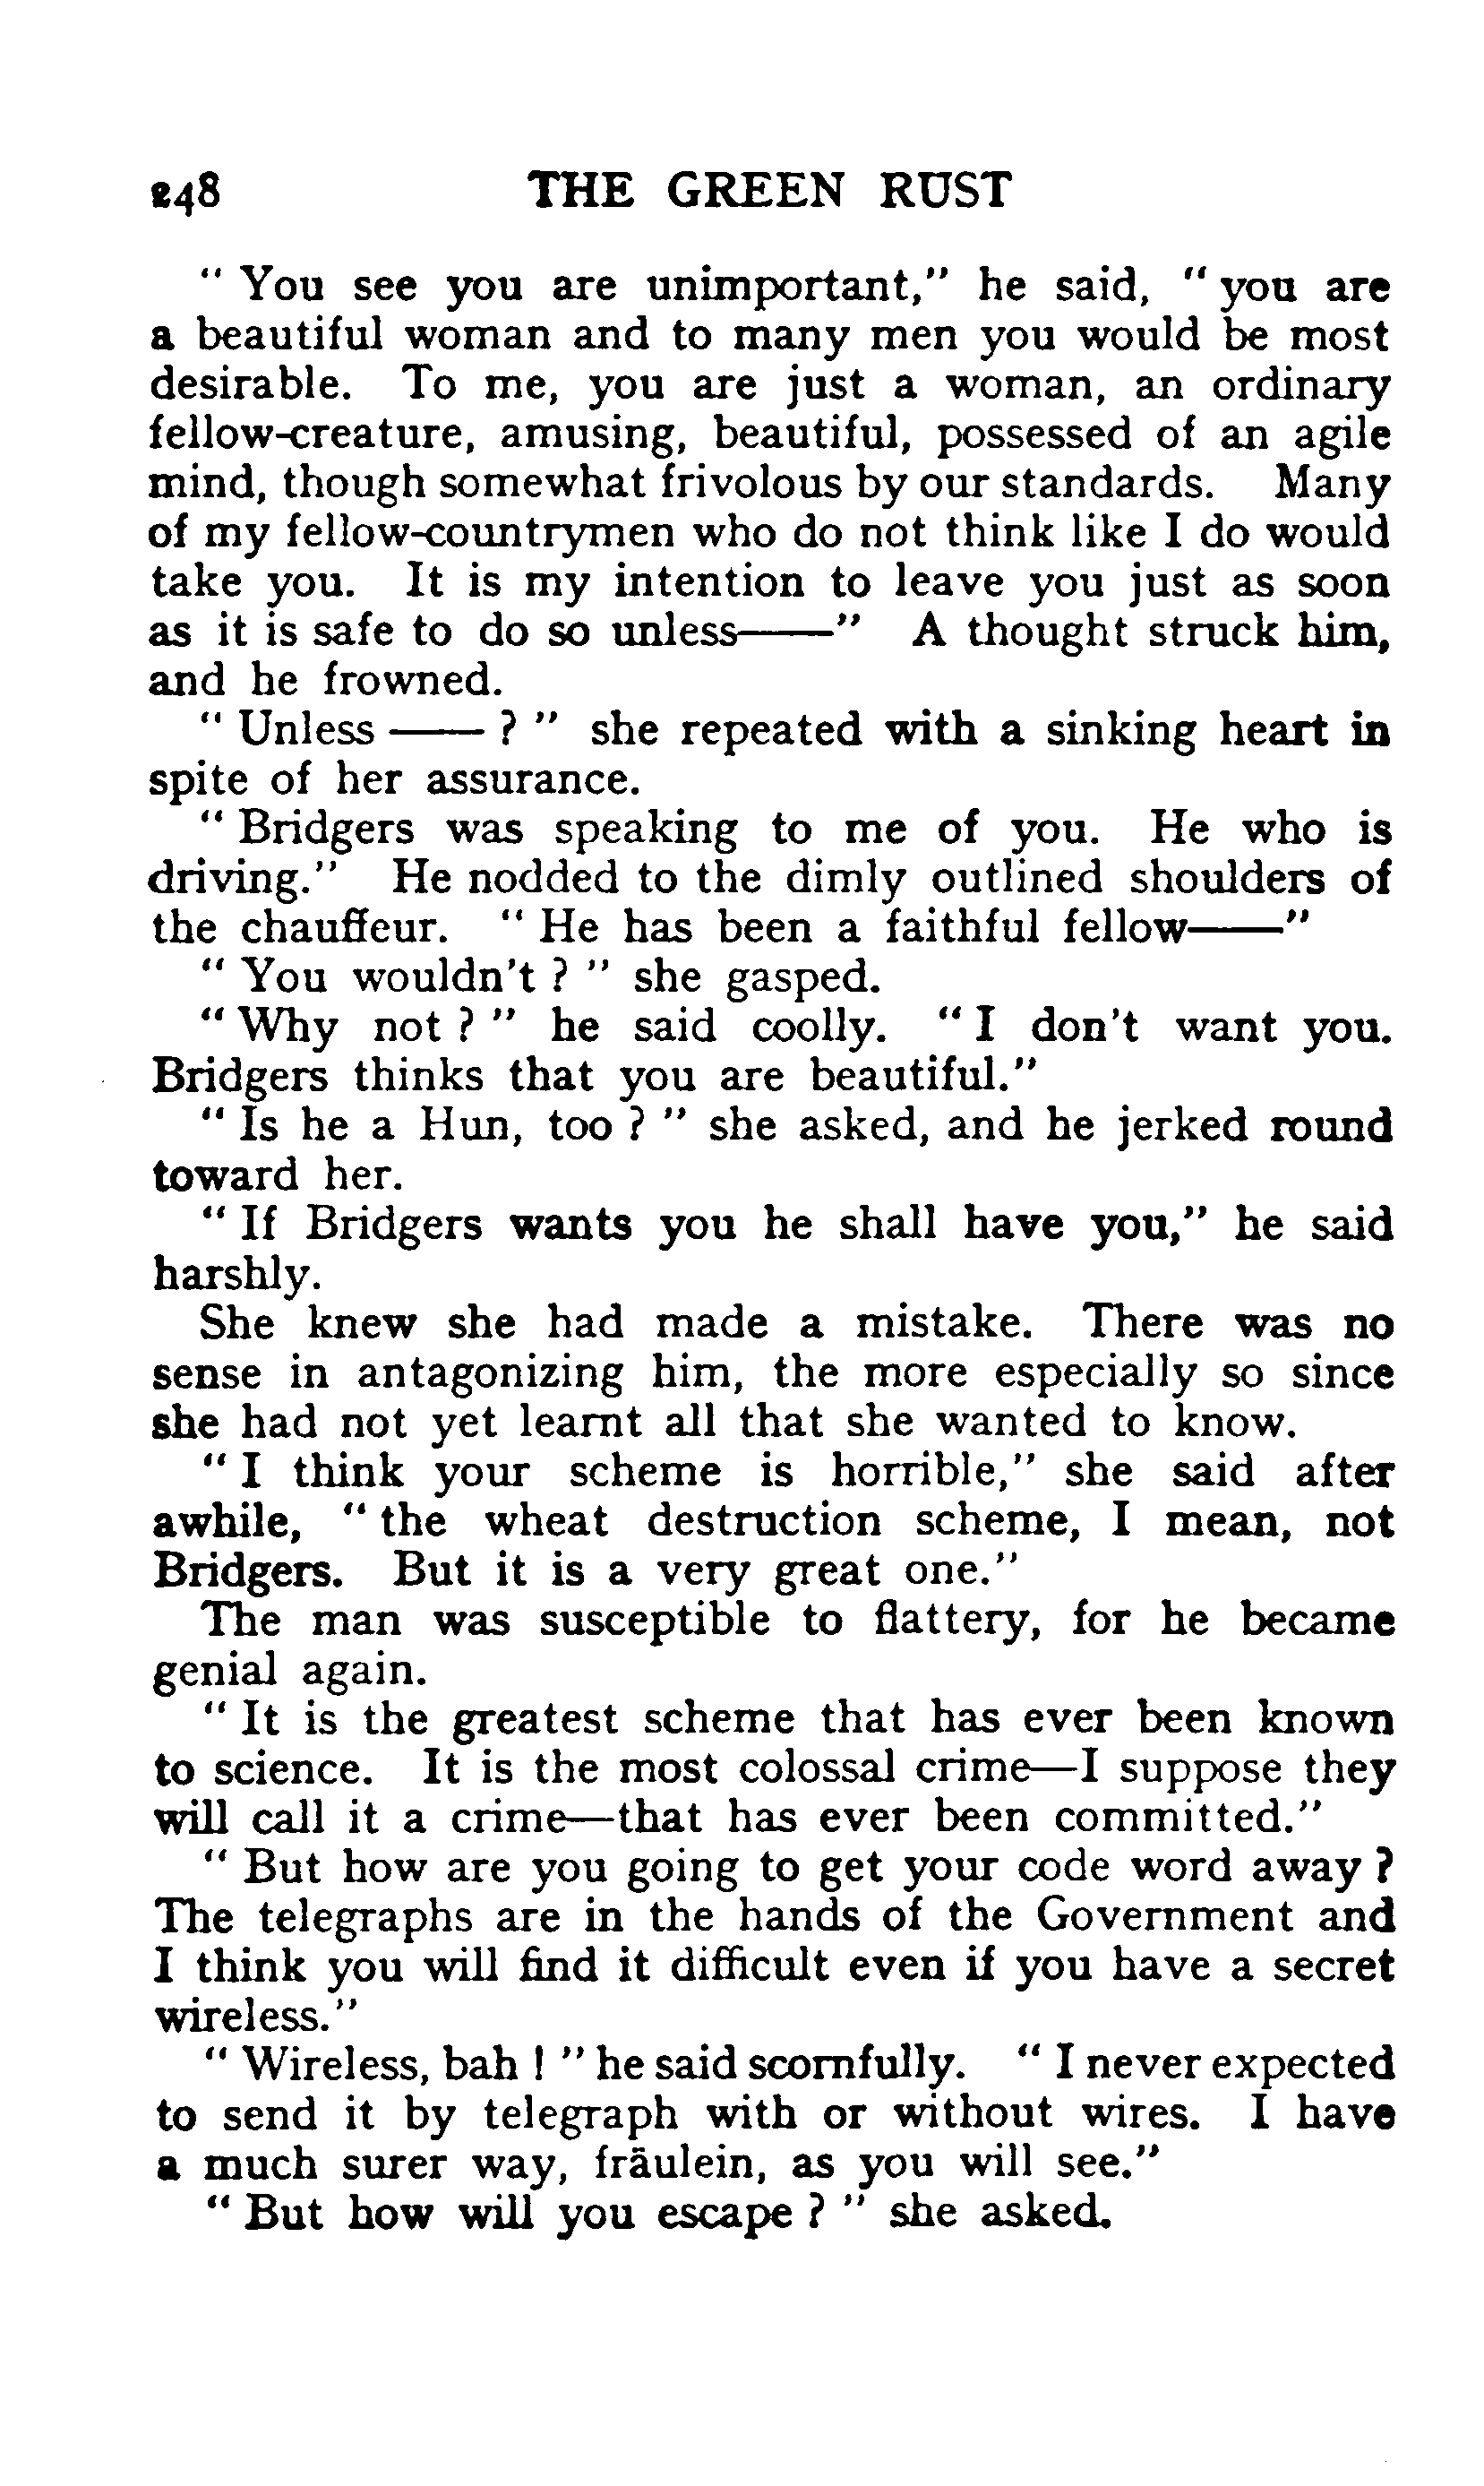 248 THE GREEN RUST
" You see you are unimportant," he said, " you are
a beautiful woman and to many men you would be most
desirable. To me, you are just a woman, an ordinary
fellow-creature, amusing, beautiful, possessed of an agile
mind, though somewhat frivolous by our standards. Many
of my fellow-countrymen who do not think like I do would
take you. It is my intention to leave you just as soon
as it is safe to do so unless——" A thought struck him,
and he frowned.
" Unless —— ? " she repeated with a sinking heart in
spite of her assurance.
" Bridgers was speaking to me of you. He who is
driving." He nodded to the dimly outlined shoulders of
the chauffeur. " He has been a faithful fellow——"
" You wouldn't ? " she gasped.
" Why not ? " he said coolly. " I don't want you.
Bridgers thinks that you are beautiful."
" Is he a Hun, too ? " she asked, and he jerked round
toward her.
" If Bridgers wants you he shall have you," he said
harshly.
She knew she had made a mistake. There was no
sense in antagonizing him, the more especially so since
she had not yet learnt all that she wanted to know.
" I think your scheme is horrible," she said after
awhile, " the wheat destruction scheme, I mean, not
Bridgers. But it is a very great one."
The man was susceptible to flattery, for he became
genial again.
" It is the greatest scheme that has ever been known
to science. It is the most colossal crime—I suppose they
will call it a crime—that has ever been committed."
" But how are you going to get your code word away ?
The telegraphs are in the hands of the Government and
I think you will find it difficult even if you have a secret
wireless."
" Wireless, bah ! " he said scornfully. " I never expected
to send it by telegraph with or without wires. I have
a much surer way, fräulein, as you will see."
" But how will you escape ? " she asked.